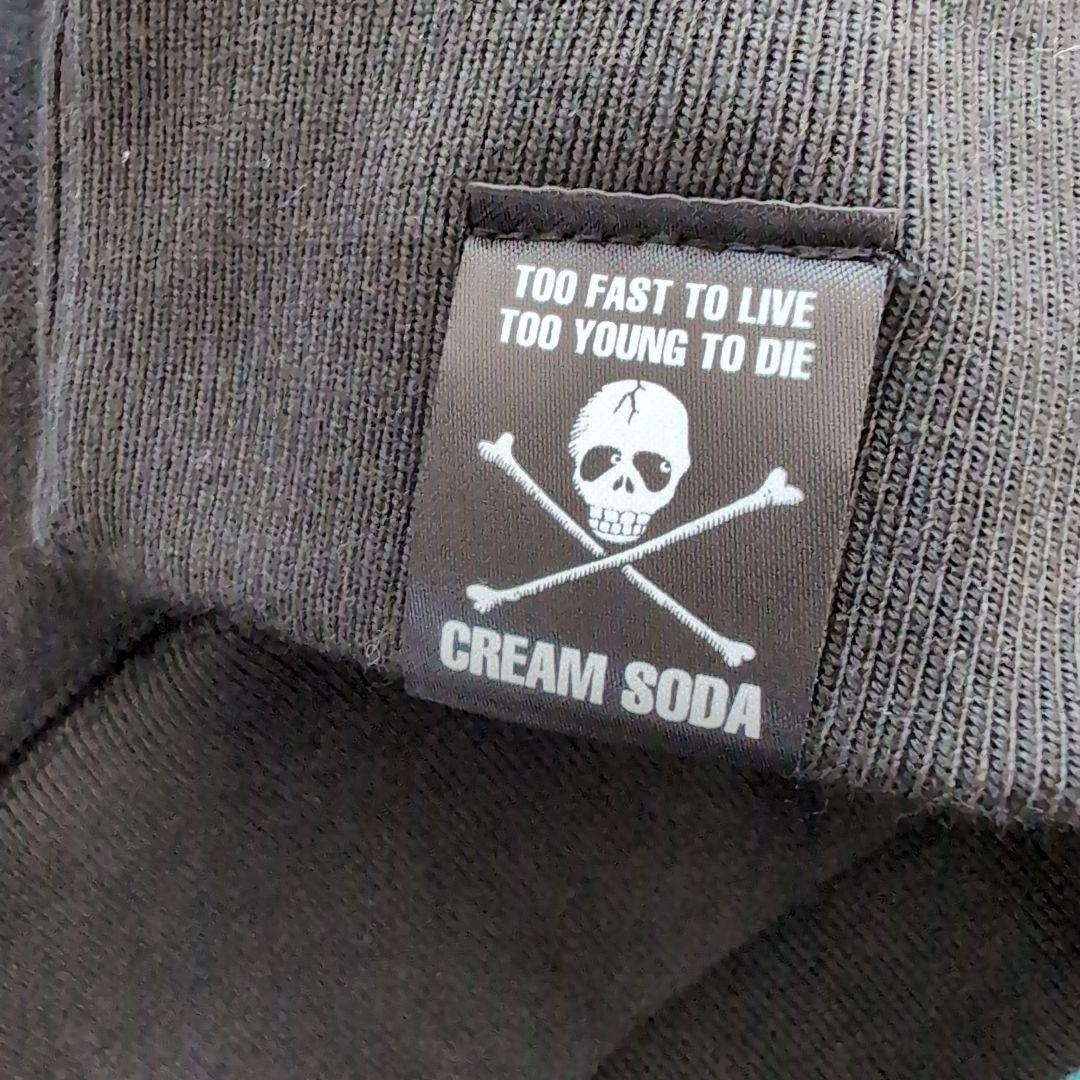 TOO FAST TO LIVE
TOO YOUNG TO DIE
CREAM SODA